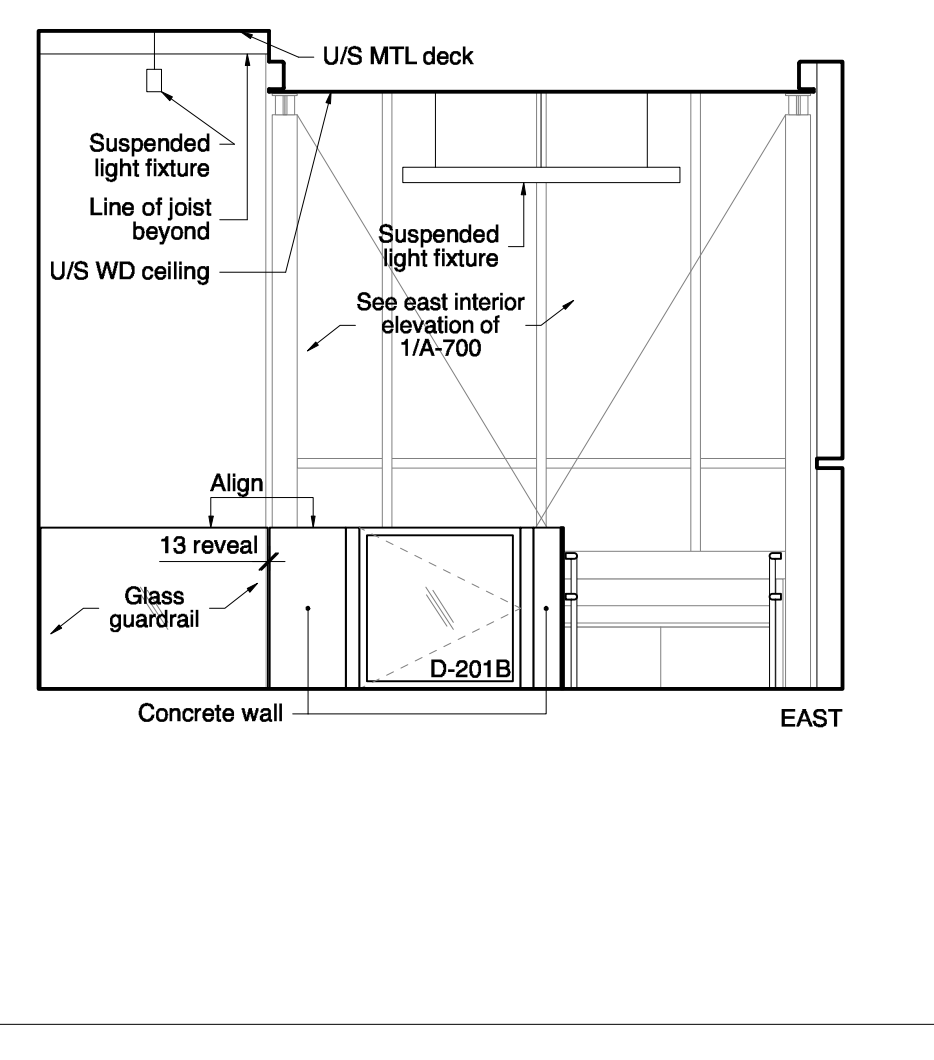 U/S MTL deck
Suspended
light fixture
Line of joist
beyond
U/S WD ceiling
Suspended
light fixture
See east interior
elevation of
1/A-700
Align
13 reveal
Glass
guardrail
D-201B
Concrete wall
EAST